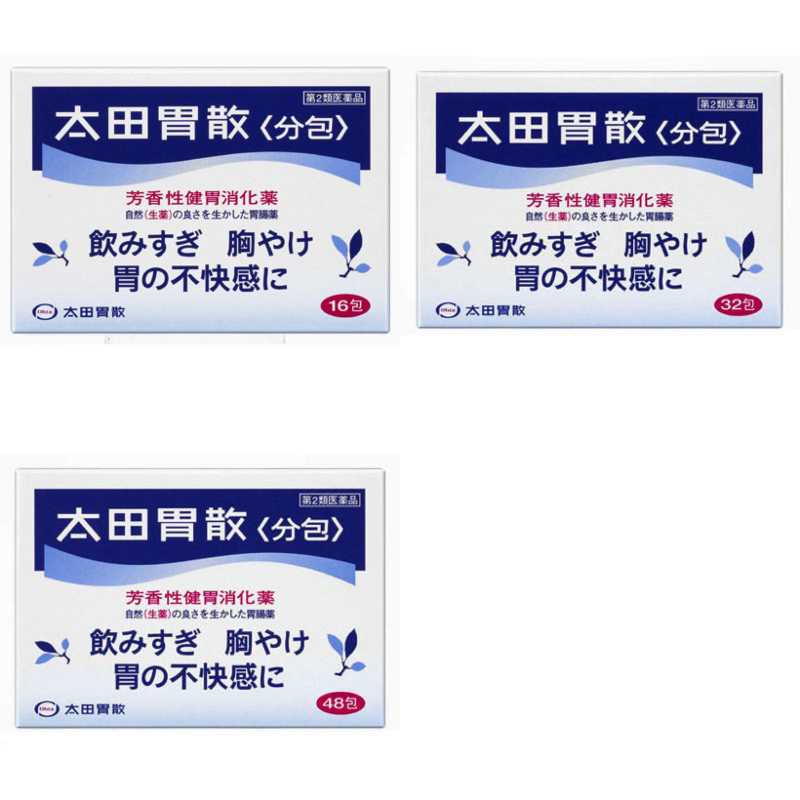 第2類医薬品
太田胃散〈分包〉
芳香性健胃消化薬
自然(生薬)の良さを生かした胃腸薬
飲みすぎ 胸やけ
胃の不快感に
太田胃散
16包
第2類医薬品
太田胃散〈分包〉
芳香性健胃消化薬
自然(生薬)の良さを生かした胃腸薬
飲みすぎ 胸やけ
胃の不快感に
太田胃散
32包
第2類医薬品
太田胃散〈分包〉
芳香性健胃消化薬
自然(生薬)の良さを生かした胃腸薬
飲みすぎ 胸やけ
胃の不快感に
太田胃散
48包